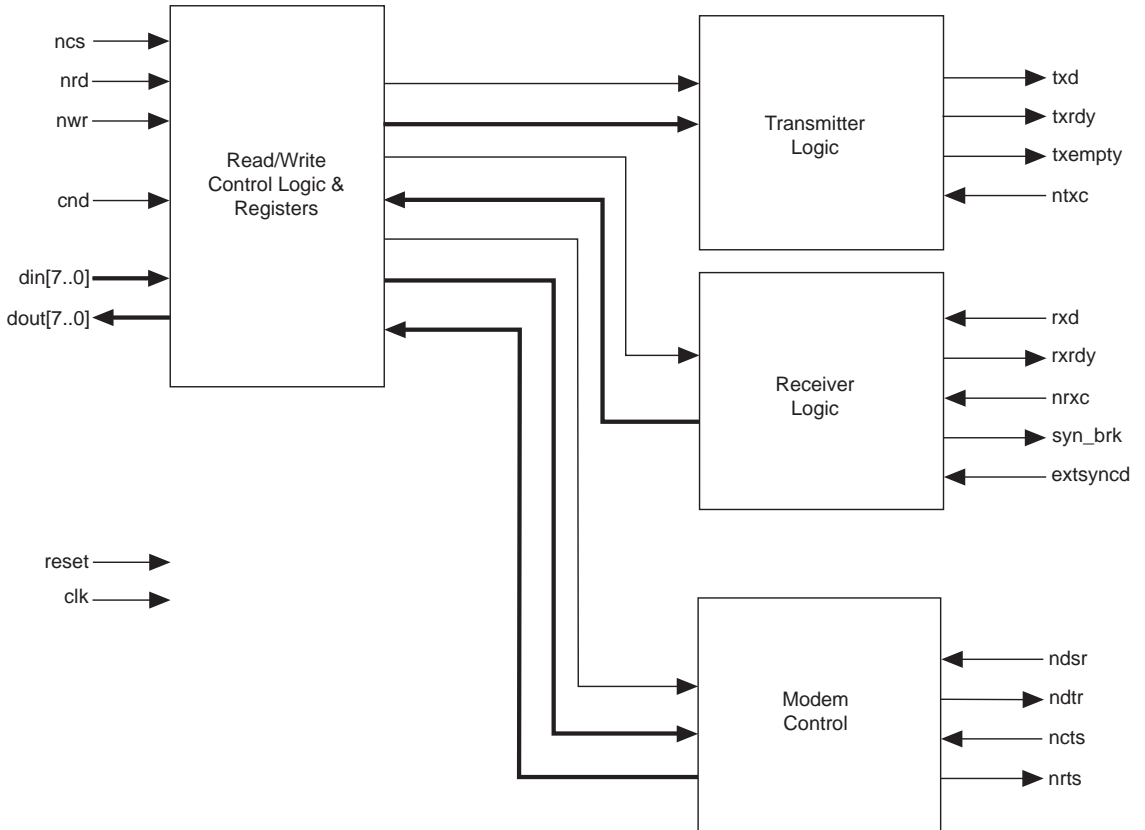 ncs
nrd
nwr
cnd
din[7..0]
dout[7..0]
reset
clk
Read/Write
Control Logic &
Registers
Transmitter
Logic
txd
txrdy
txempty
ntxc
Receiver
Logic
rxd
rxrdy
nrxc
syn_brk
extsyncd
Modem
Control
ndsr
ndtr
ncts
nrts